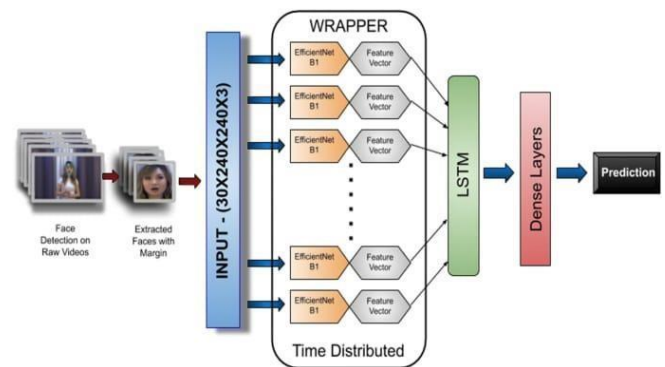 WRAPPER
EfficientNet
B1
Feature
Vector
EfficientNet
B1
Feature
Vector
EfficientNet
B1
Feature
Vector
EfficientNet
B1
Feature
Vector
EfficientNet
B1
Feature
Vector
Time Distributed
Face
Detection on
Raw Videos
Extracted
Faces with
Margin
INPUT - (30X240X240X3)
LSTM
Dense Layers
Prediction